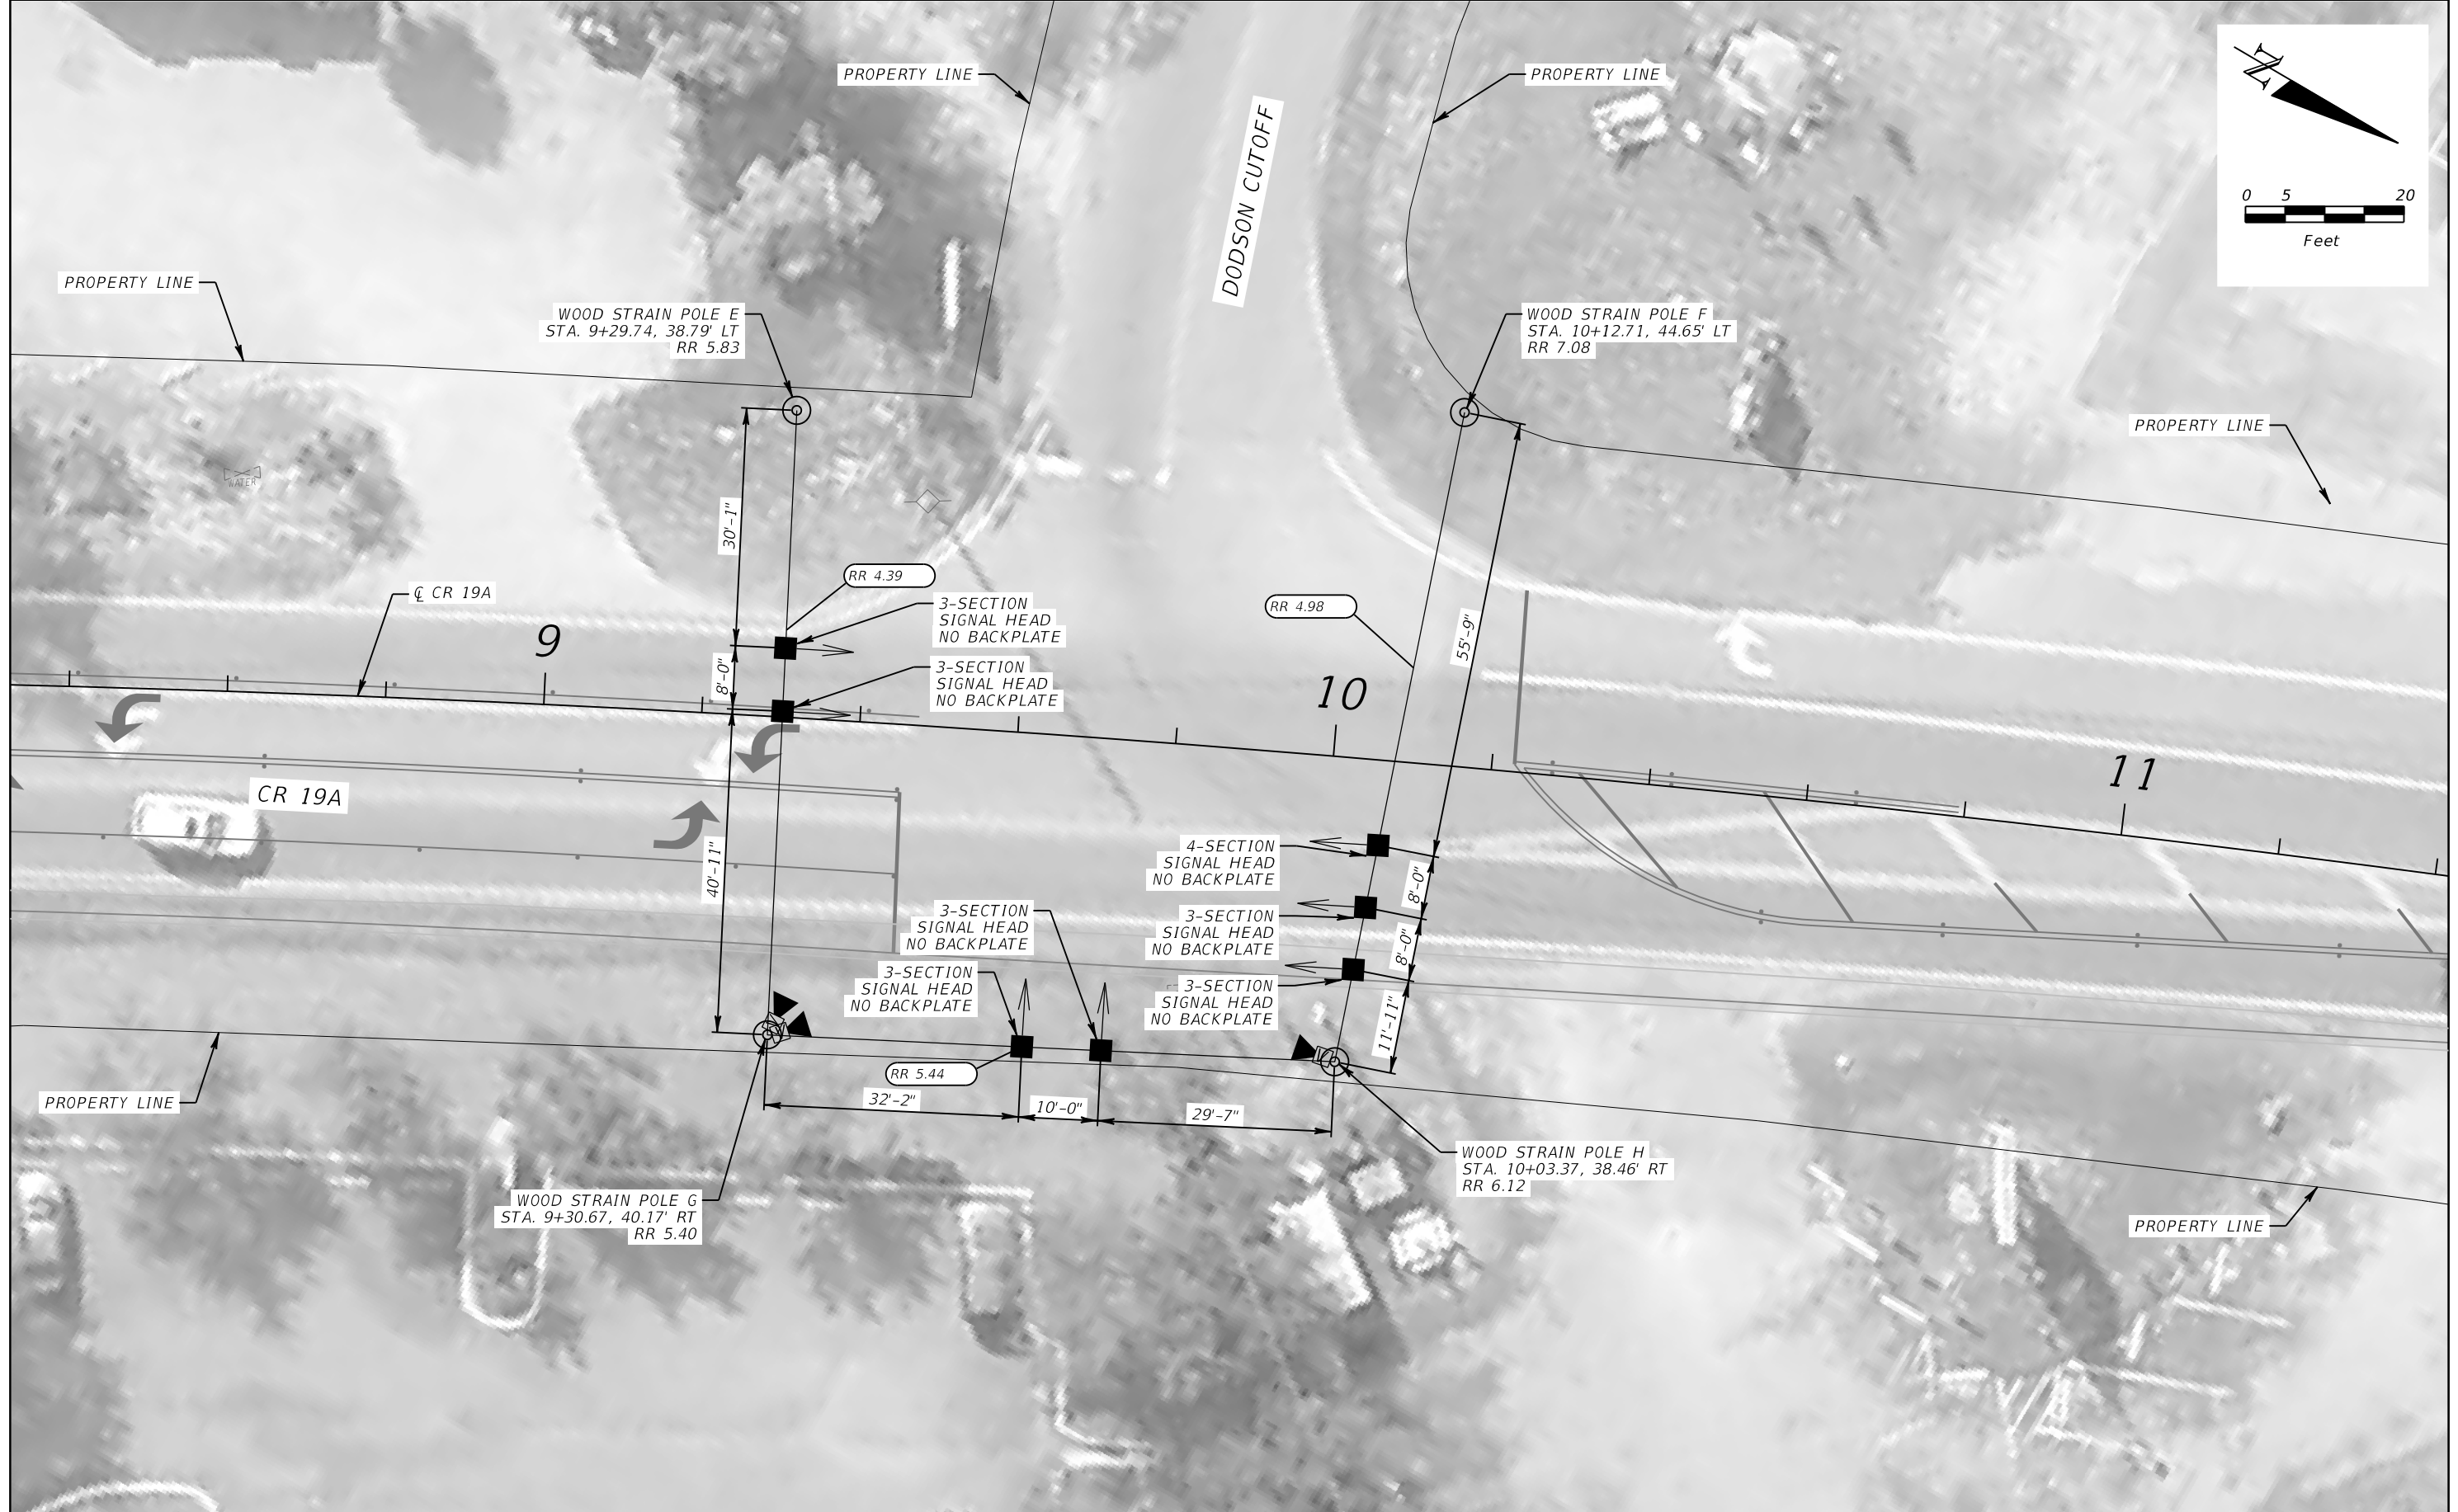 PROPERTY LINE
PROPERTY LINE
DODSON CUTOFF
N
0 5 20
Feet
PROPERTY LINE
WOOD STRAIN POLE E
STA. 9+29.74, 38.79' LT
RR 5.83
WOOD STRAIN POLE F
STA. 10+12.71, 44.65' LT
RR 7.08
PROPERTY LINE
WATER
30'-1"
RR 4.39
℄ CR 19A
3-SECTION
SIGNAL HEAD
NO BACKPLATE
RR 4.98
55'-9"
9
8'-0"
3-SECTION
SIGNAL HEAD
NO BACKPLATE
10
11
CR 19A
40'-11"
4-SECTION
SIGNAL HEAD
NO BACKPLATE
8'-0"
3-SECTION
SIGNAL HEAD
NO BACKPLATE
3-SECTION
SIGNAL HEAD
NO BACKPLATE
8'-0"
3-SECTION
SIGNAL HEAD
NO BACKPLATE
3-SECTION
SIGNAL HEAD
NO BACKPLATE
11'-11"
RR 5.44
PROPERTY LINE
32'-2"
10'-0"
29'-7"
WOOD STRAIN POLE H
STA. 10+03.37, 38.46' RT
RR 6.12
WOOD STRAIN POLE G
STA. 9+30.67, 40.17' RT
RR 5.40
PROPERTY LINE